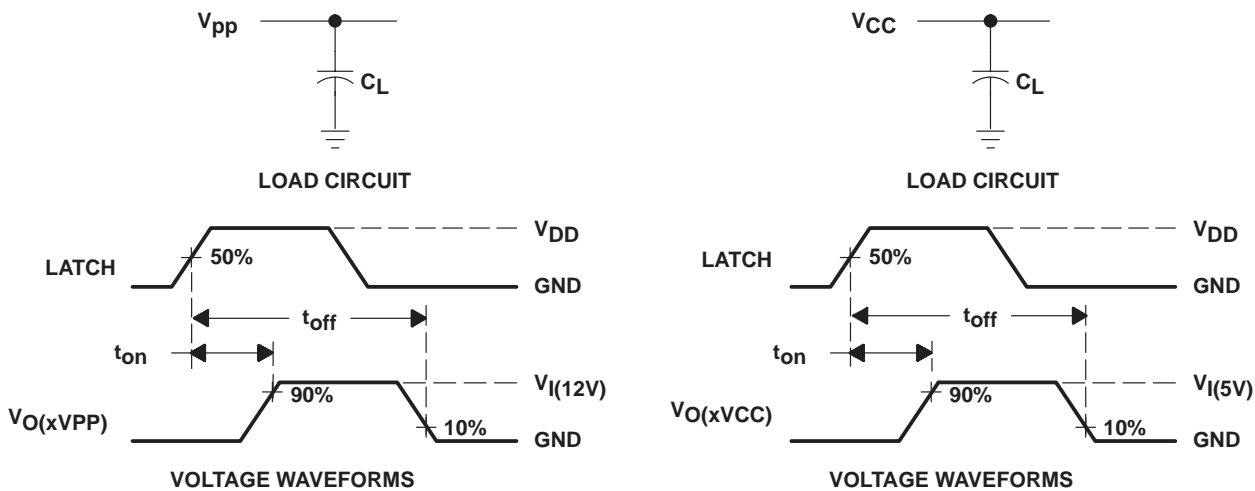 Vpp
CL
LOAD CIRCUIT
LATCH
50%
VDD
GND
toff
ton
VO(xVPP)
90%
10%
VI(12V)
GND
VOLTAGE WAVEFORMS
VCC
CL
LOAD CIRCUIT
LATCH
50%
VDD
GND
toff
ton
VO(xVCC)
90%
10%
VI(5V)
GND
VOLTAGE WAVEFORMS